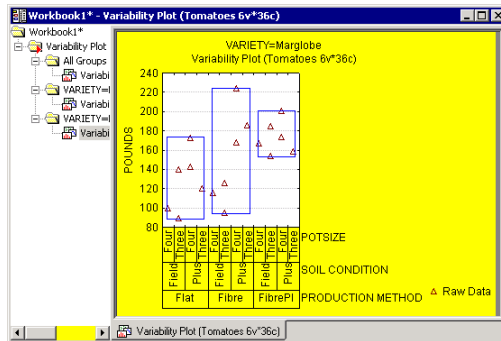 Workbook1* - Variability Plot (Tomatoes 6v*36c)
Workbook1*
Variability Plot
All Groups
Variabi
VARIETY=I
Variabi
VARIETY=I
Variabi
VARIETY=Marglobe
Variability Plot (Tomatoes 6v*36c)
POUNDS
240
220
200
180
160
140
120
100
80
Four Three Four Three Four Three Four Three Four Three Four Three POTSIZE
Field Plus Field Plus Field Plus SOIL CONDITION
Flat Fibre FibrePl PRODUCTION METHOD
Raw Data
Variability Plot (Tomatoes 6v*36c)